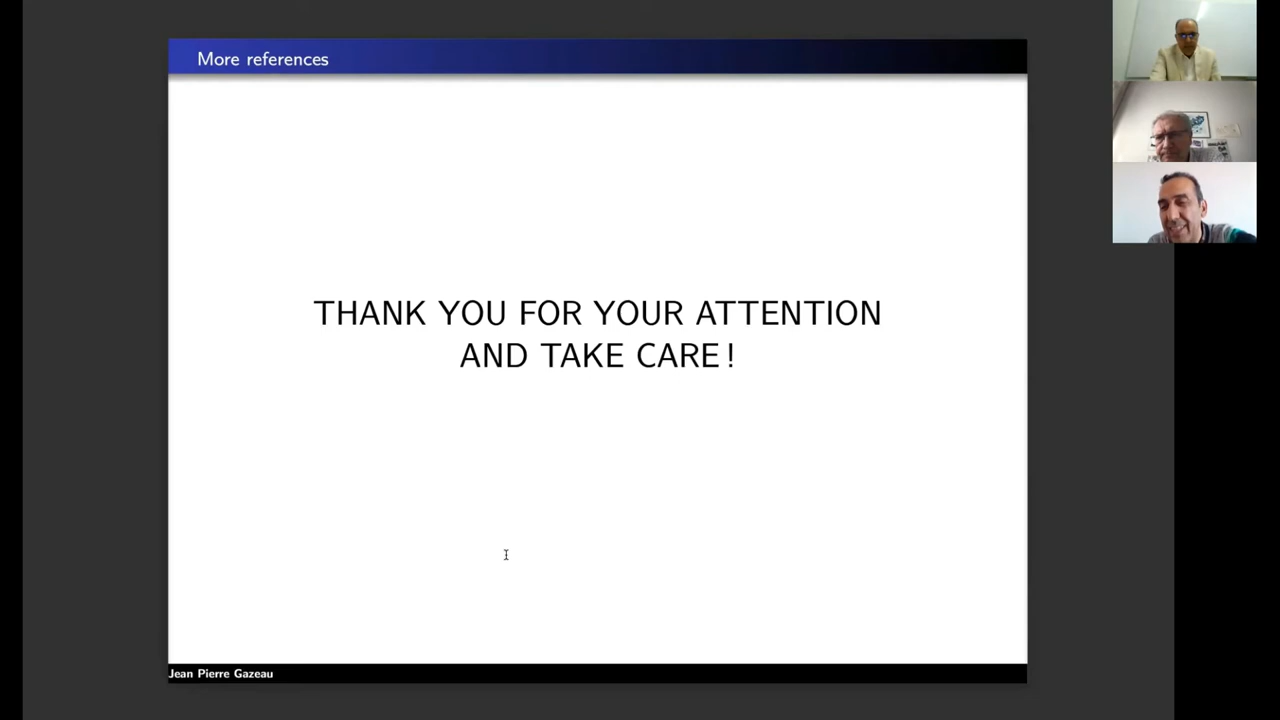 More references
THANK YOU FOR YOUR ATTENTION
AND TAKE CARE !
Jean Pierre Gazeau